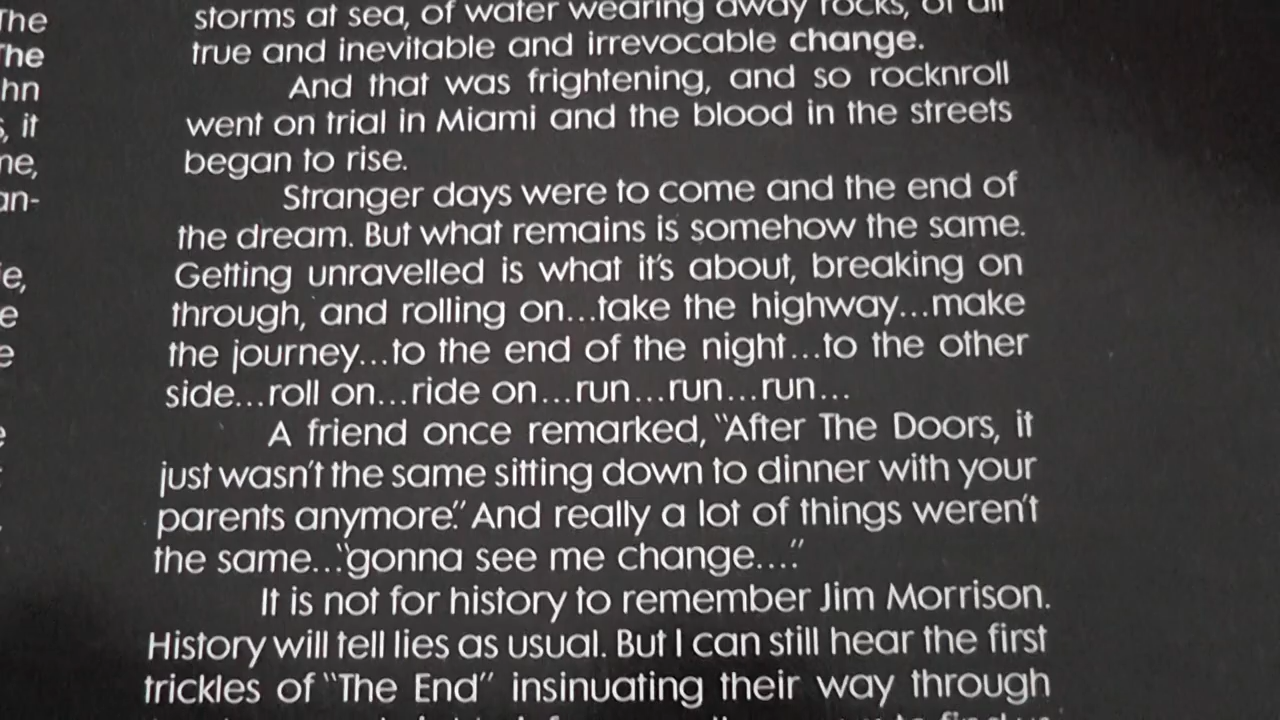 The
The
hn
s, it
ne,
an-
ie,
e
e
e
storms at sea, of water wearing away rocks, of all
true and inevitable and irrevocable change.
And that was frightening, and so rocknroll
went on trial in Miami and the blood in the streets
began to rise.
Stranger days were to come and the end of
the dream. But what remains is somehow the same.
Getting unravelled is what it's about, breaking on
through, and rolling on...take the highway...make
the journey...to the end of the night...to the other
side...roll on...ride on...run...run...run...
A friend once remarked, "After The Doors, it
just wasn't the same sitting down to dinner with your
parents anymore." And really a lot of things weren't
the same..."gonna see me change...."
It is not for history to remember Jim Morrison.
History will tell lies as usual. But I can still hear the first
trickles of "The End" insinuating their way through